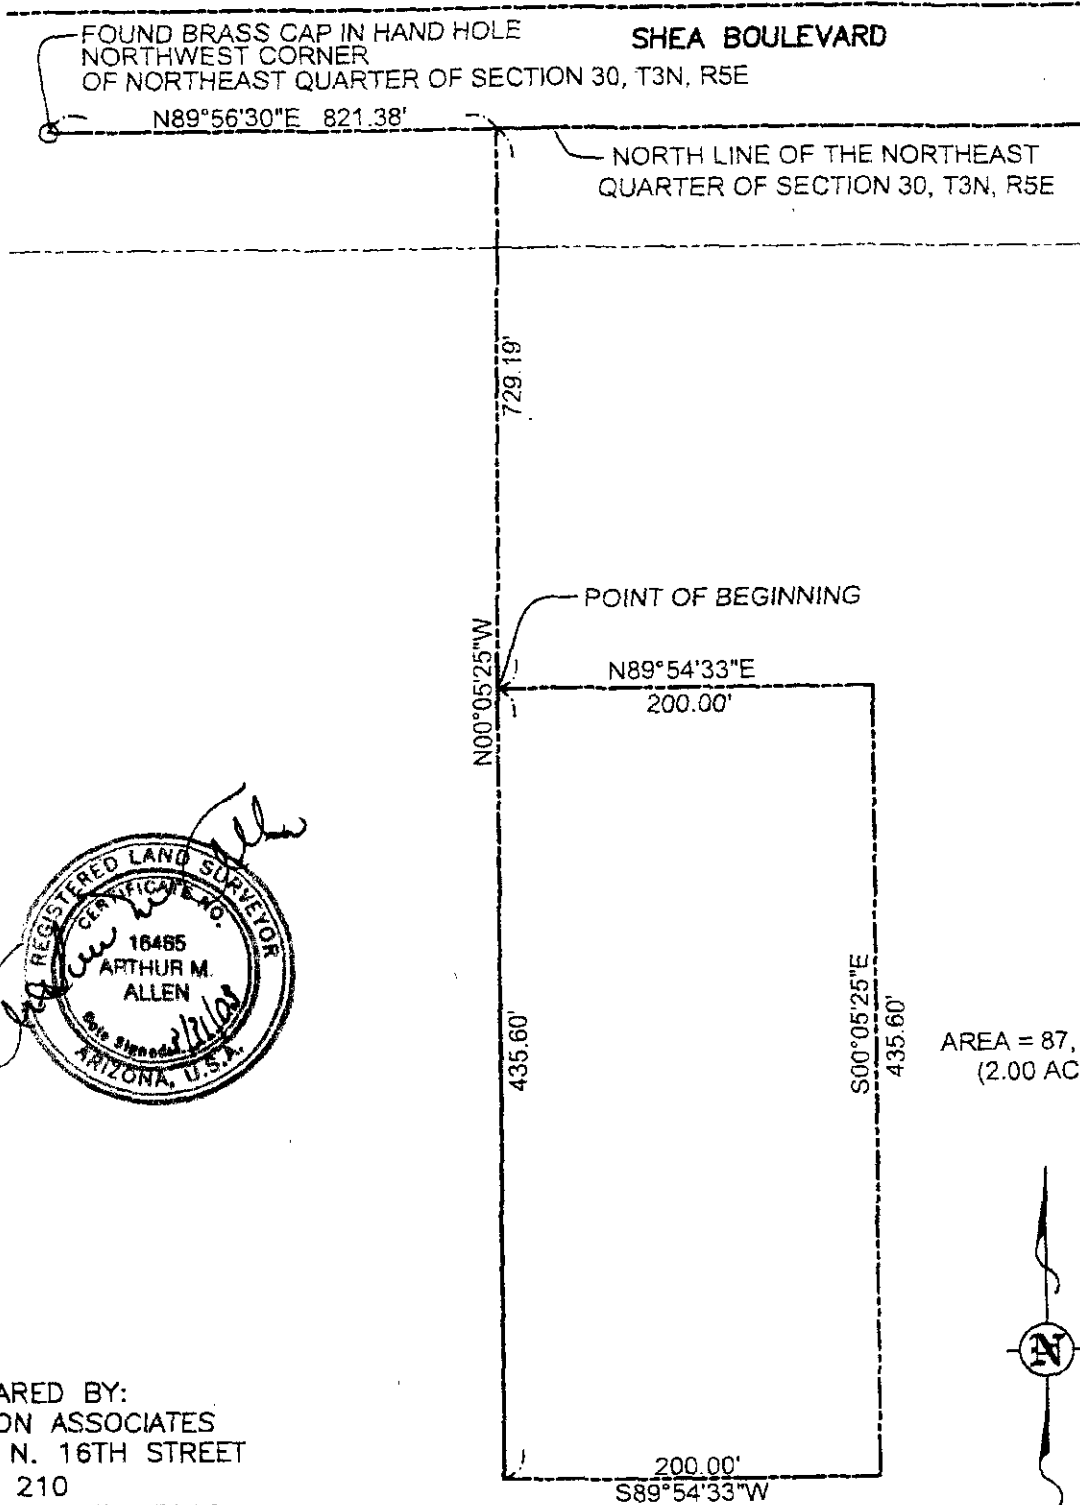 FOUND BRASS CAP IN HAND HOLE
NORTHWEST CORNER
OF NORTHEAST QUARTER OF SECTION 30, T3N, R5E
SHEA BOULEVARD
N89°56'30"E 821.38'
NORTH LINE OF THE NORTHEAST
QUARTER OF SECTION 30, T3N, R5E
729.19'
POINT OF BEGINNING
N00°05'25"W
N89°54'33"E
200.00'
REGISTERED LAND SURVEYOR
CERTIFICATE NO.
16465
ARTHUR M.
ALLEN
Date Signed
ARIZONA, U.S.A.
435.60'
S00°05'25"E
435.60'
AREA = 87,
(2.00 AC
N
ARED BY:
ON ASSOCIATES
N. 16TH STREET
210
200.00'
S89°54'33"W